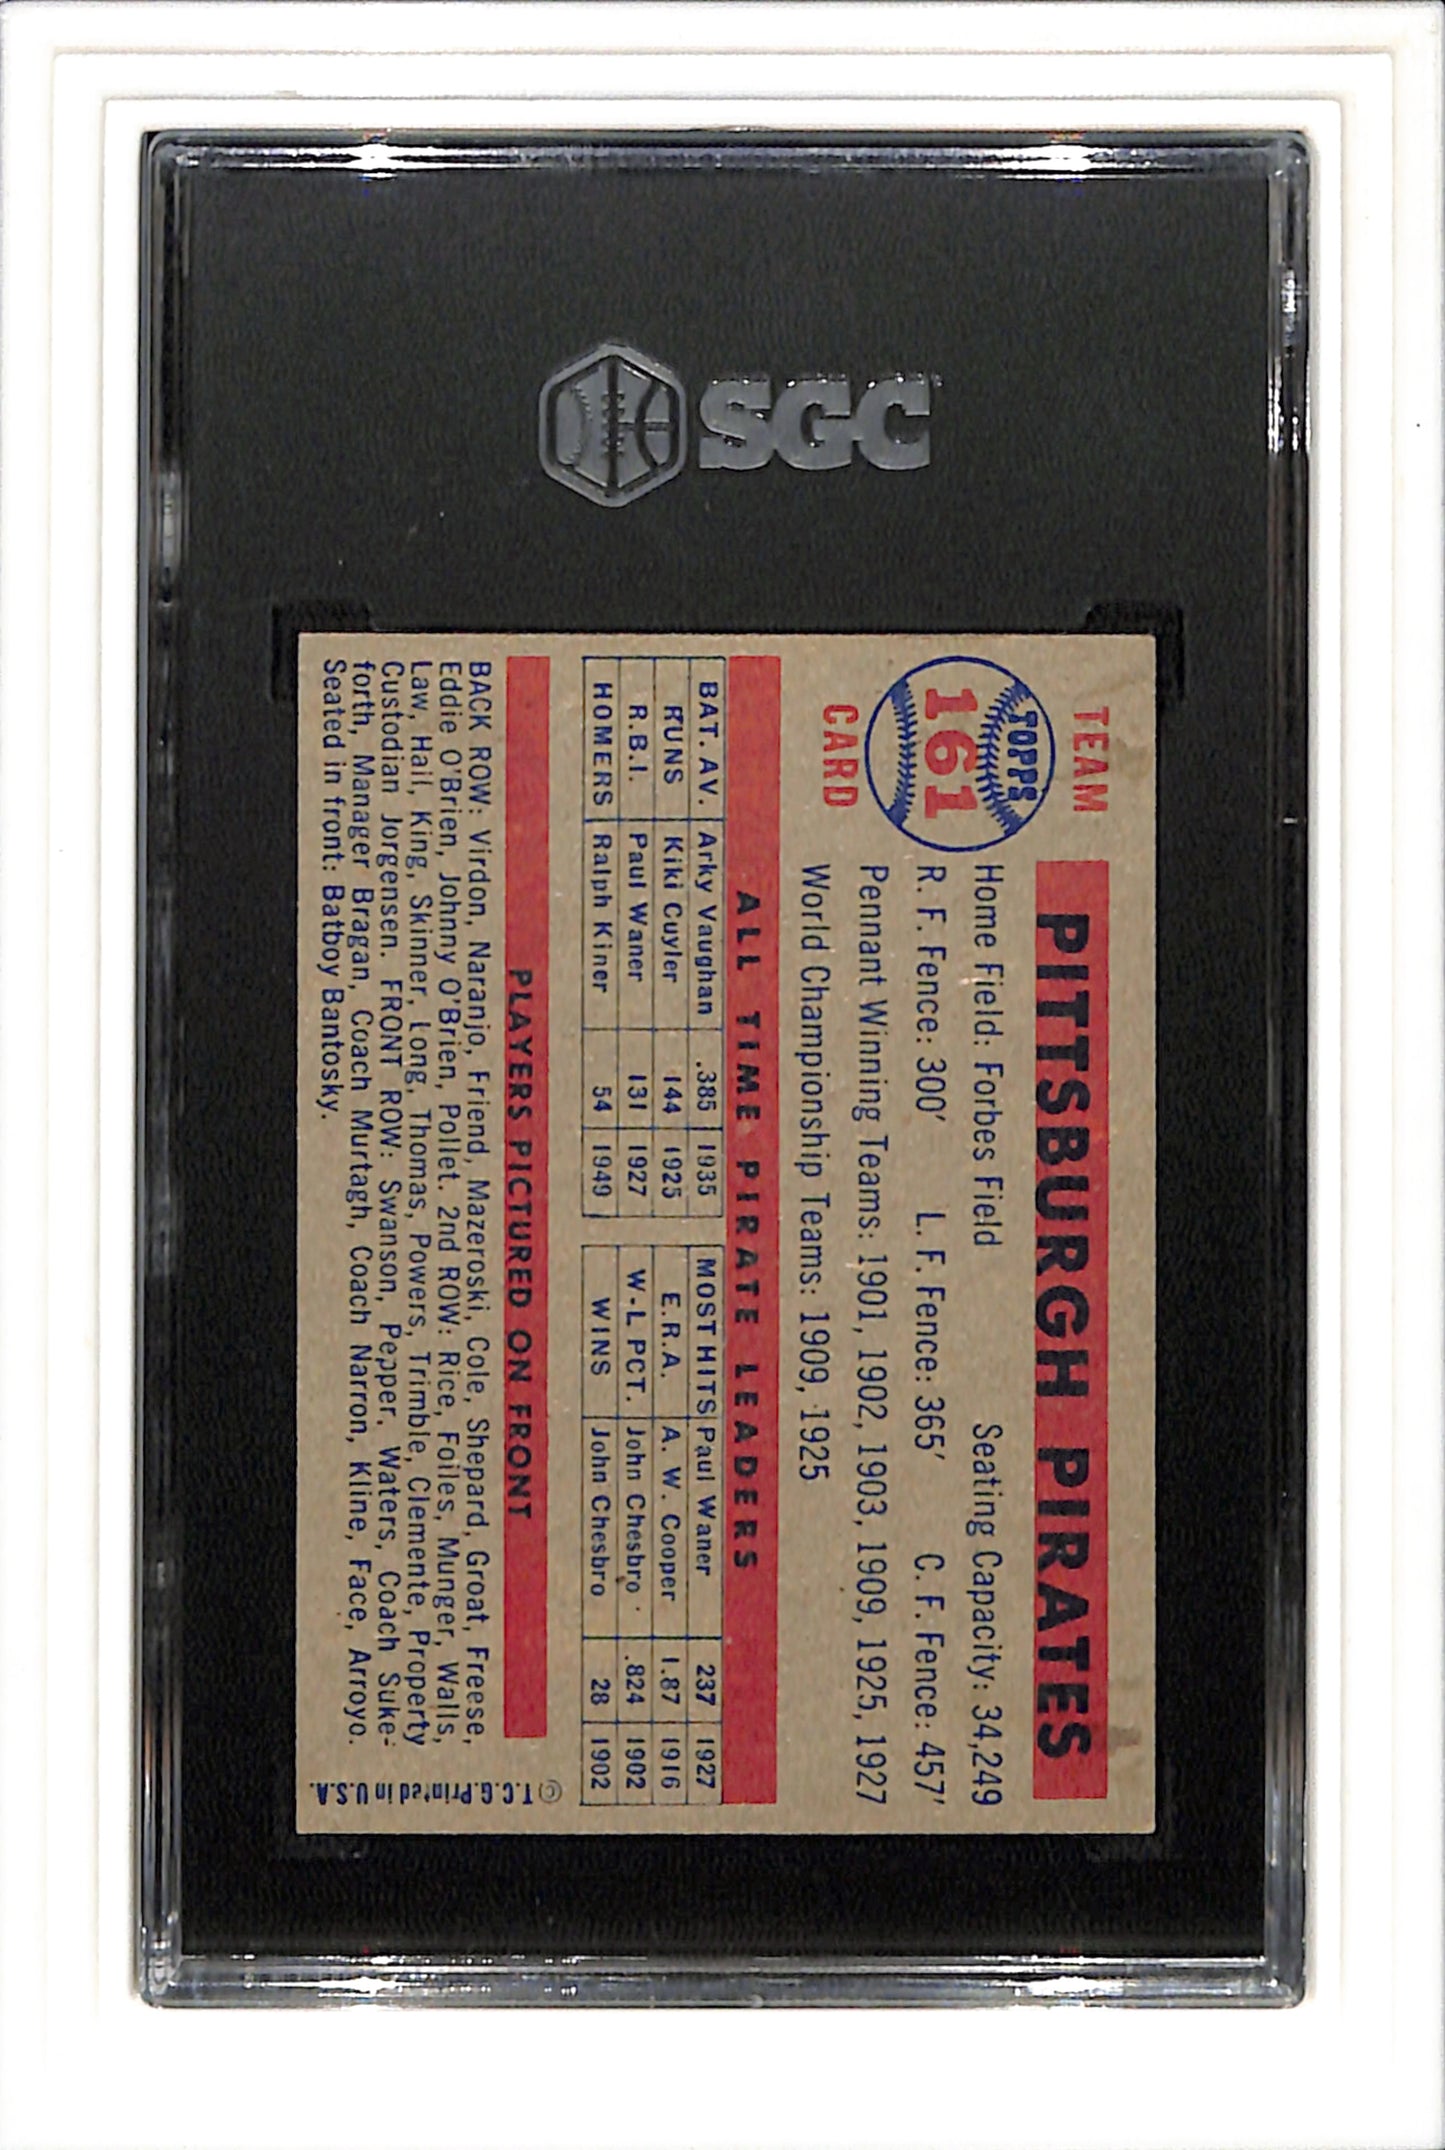 SGC
TEAM
TOPPS
161
CARD
PITTSBURGH PIRATES
Home Field: Forbes Field Seating Capacity: 34,249
R. F. Fence: 300′ L. F. Fence: 365′ C. F. Fence: 457′
Pennant Winning Teams: 1901, 1902, 1903, 1909, 1925, 1927
World Championship Teams: 1909, 1925
ALL TIME PIRATE LEADERS
BAT. AV. Arky Vaughan .385 1935
RUNS Kiki Cuyler 144 1925
R.B.I. Paul Waner 131 1927
HOMERS Ralph Kiner 54 1949
MOST HITS Paul Waner 237 1927
E.R.A. A. W. Cooper 1.87 1916
W-L PCT. John Chesbro .824 1902
WINS John Chesbro 28 1902
PLAYERS PICTURED ON FRONT
BACK ROW: Virdon, Naranjo, Friend, Mazeroski, Cole, Shepard, Groat, Freese,
Eddie O'Brien, Johnny O'Brien, Pollet. 2nd ROW: Rice, Foiles, Munger, Walls,
Law, Hall, King, Skinner, Long, Thomas, Powers, Trimble, Clemente, Property
Custodian Jorgensen. FRONT ROW: Swanson, Pepper, Waters, Coach Suke-
forth, Manager Bragan, Coach Murtagh, Coach Narron, Kline, Face, Arroyo.
Seated in front: Batboy Bantosky.
© T.C.G. Printed in U.S.A.